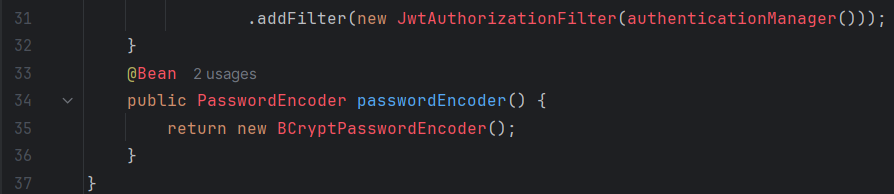 31 .addFilter(new JwtAuthorizationFilter(authenticationManager()));
32 }
33 @Bean 2 usages
34 public PasswordEncoder passwordEncoder() {
35 return new BCryptPasswordEncoder();
36 }
37 }